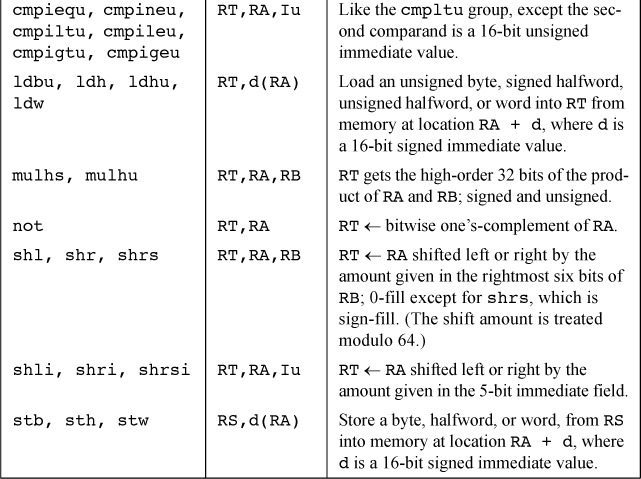 cmpiequ, cmpineu, RT,RA,Iu Like the cmpltu group, except the sec-
cmpiltu, cmpileu, ond comparand is a 16-bit unsigned
cmpigtu, cmpigeu immediate value.
ldbu, ldh, ldhu, RT,d(RA) Load an unsigned byte, signed halfword,
ldw unsigned halfword, or word into RT from
memory at location RA + d, where d is
a 16-bit signed immediate value.
mulhs, mulhu RT,RA,RB RT gets the high-order 32 bits of the prod-
uct of RA and RB; signed and unsigned.
not RT,RA RT ← bitwise one’s-complement of RA.
shl, shr, shrs RT,RA,RB RT ← RA shifted left or right by the
amount given in the rightmost six bits of
RB; 0-fill except for shrs, which is
sign-fill. (The shift amount is treated
modulo 64.)
shli, shri, shrsi RT,RA,Iu RT ← RA shifted left or right by the
amount given in the 5-bit immediate field.
stb, sth, stw RS,d(RA) Store a byte, halfword, or word, from RS
into memory at location RA + d, where
d is a 16-bit signed immediate value.